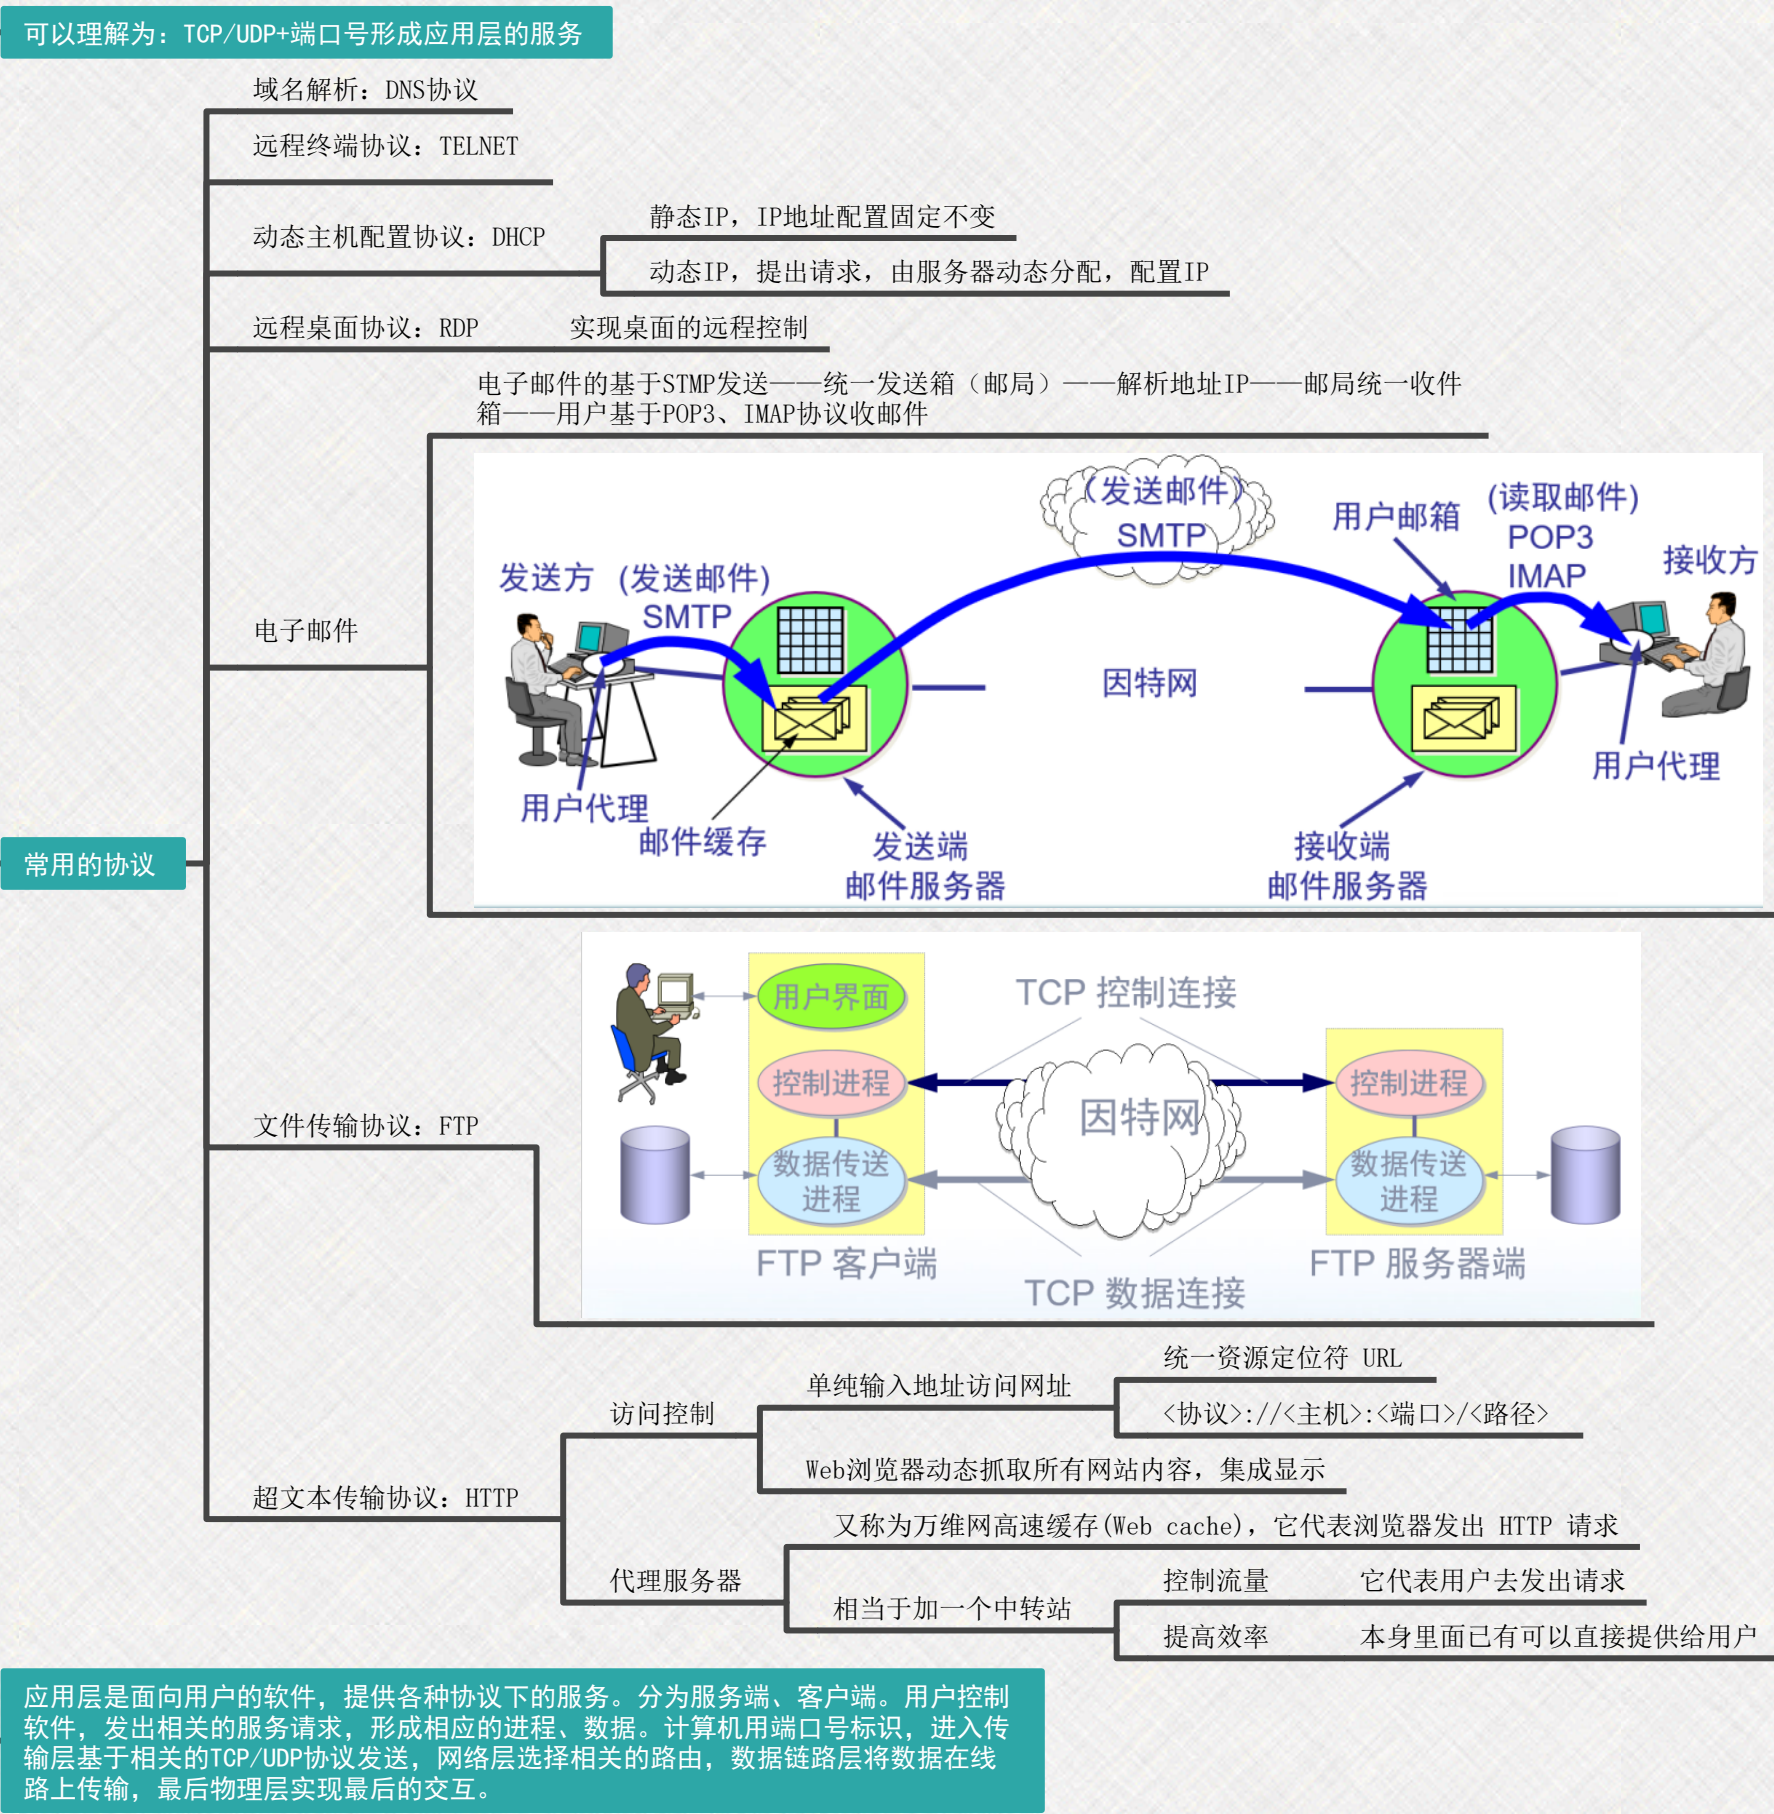 可以理解为：TCP/UDP+端口号形成应用层的服务
域名解析：DNS协议
远程终端协议：TELNET
动态主机配置协议：DHCP
静态IP，IP地址配置固定不变
动态IP，提出请求，由服务器动态分配，配置IP
远程桌面协议：RDP
实现桌面的远程控制
电子邮件的基于STMP发送——统一发送箱（邮局）——解析地址IP——邮局统一收件
箱——用户基于POP3、IMAP协议收邮件
电子邮件
(发送邮件)
SMTP
用户邮箱
(读取邮件)
POP3
IMAP
接收方
发送方
(发送邮件)
SMTP
因特网
用户代理
邮件缓存
发送端
邮件服务器
接收端
邮件服务器
用户代理
常用的协议
文件传输协议：FTP
用户界面
TCP 控制连接
控制进程
因特网
控制进程
数据传送
进程
数据传送
进程
FTP 客户端
TCP 数据连接
FTP 服务器端
超文本传输协议：HTTP
访问控制
单纯输入地址访问网址
统一资源定位符 URL
<协议>://<主机>:<端口>/<路径>
Web浏览器动态抓取所有网站内容，集成显示
代理服务器
又称为万维网高速缓存(Web cache)，它代表浏览器发出 HTTP 请求
相当于加一个中转站
控制流量
它代表用户去发出请求
提高效率
本身里面已有可以直接提供给用户
应用层是面向用户的软件，提供各种协议下的服务。分为服务端、客户端。用户控制
软件，发出相关的服务请求，形成相应的进程、数据。计算机用端口号标识，进入传
输层基于相关的TCP/UDP协议发送，网络层选择相关的路由，数据链路层将数据在线
路上传输，最后物理层实现最后的交互。